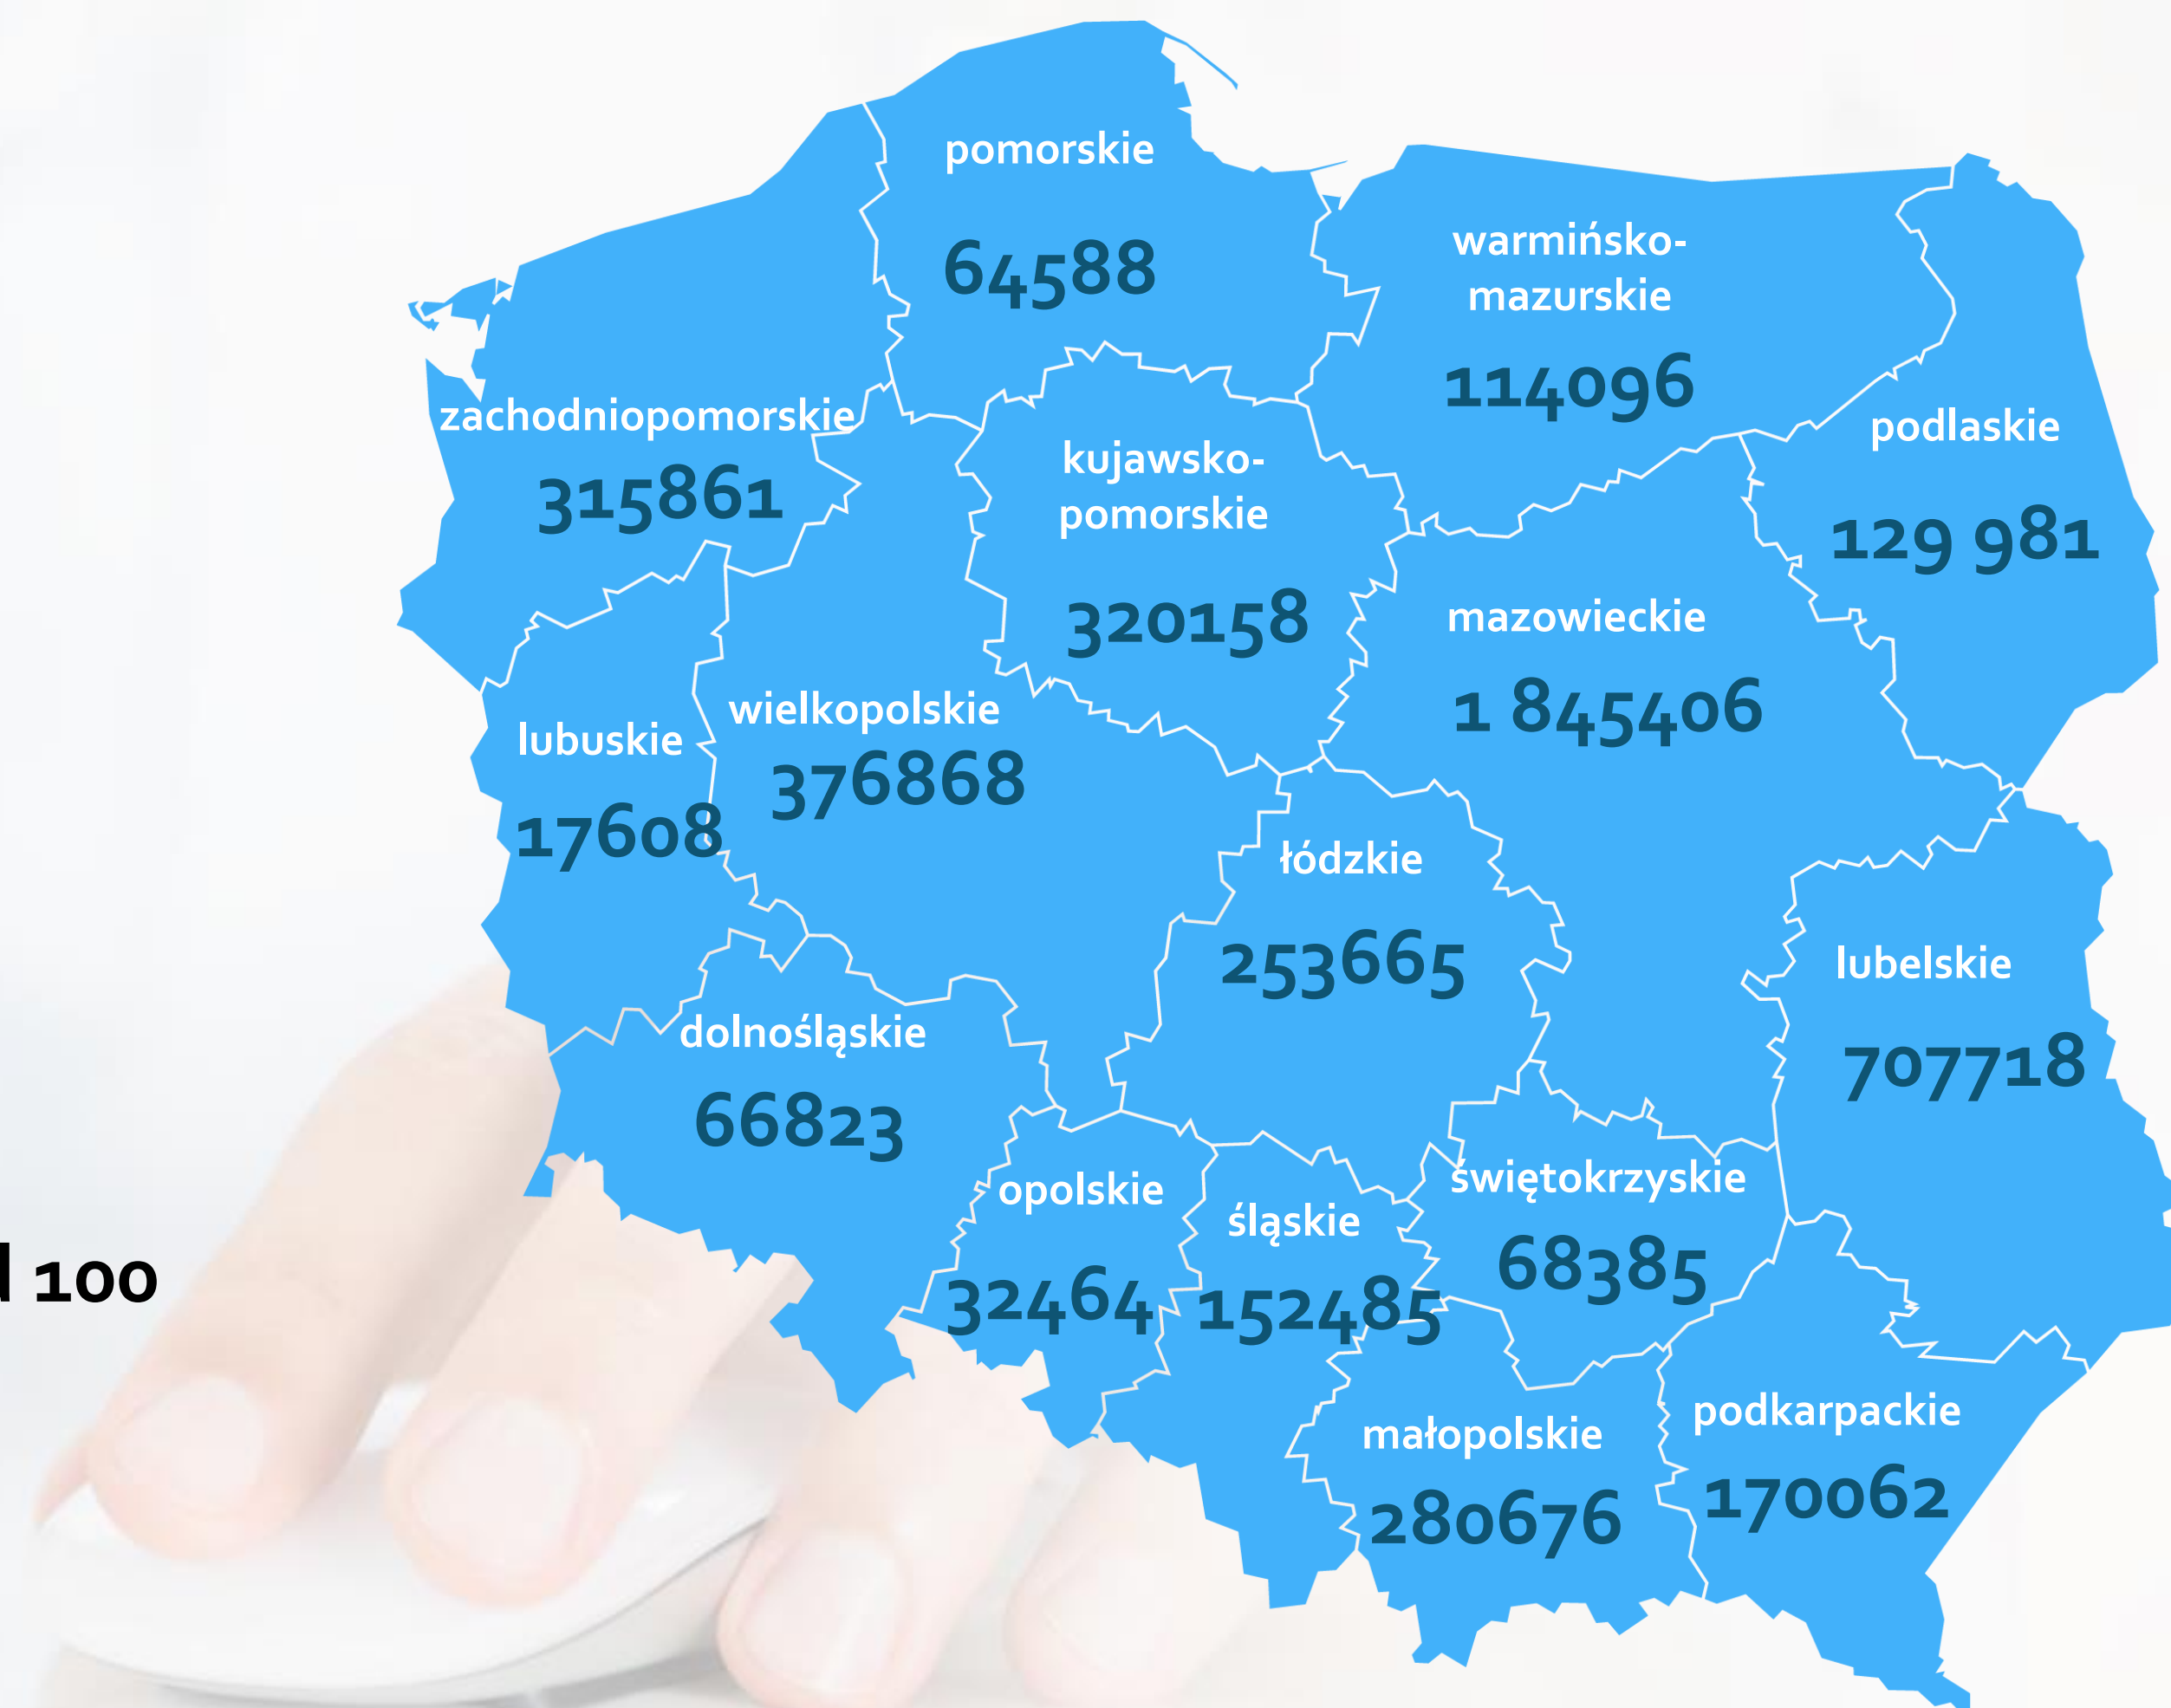 pomorskie
64588
warmińsko-
mazurskie
114096
zachodniopomorskie
315861
kujawsko-
pomorskie
320158
podlaskie
129 981
mazowieckie
1 845406
lubuskie
17608
wielkopolskie
376868
łódzkie
253665
lubelskie
707718
dolnośląskie
66823
opolskie
32464
śląskie
152485
świętokrzyskie
68385
100
małopolskie
280676
podkarpackie
170062